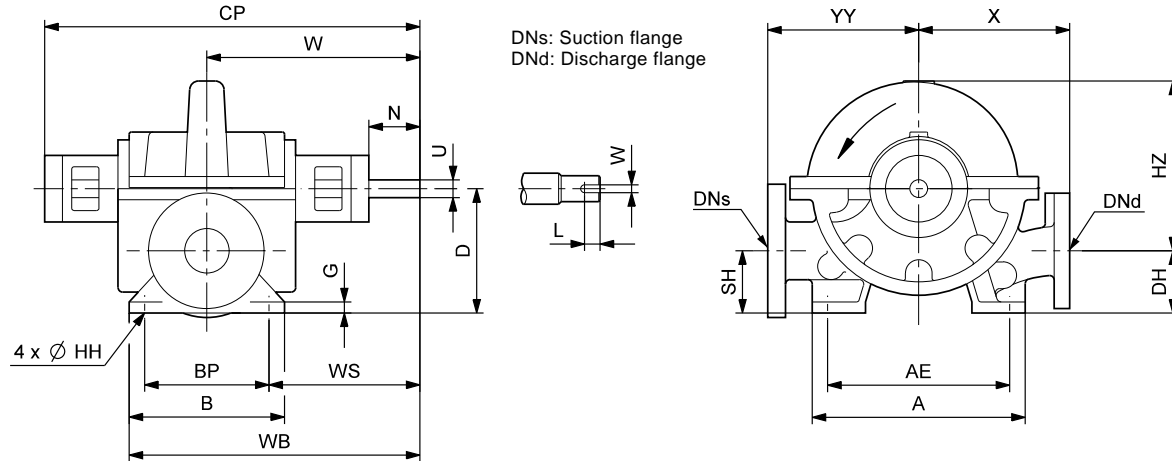 CP
W
N
U
D
G
4 x Ø HH
BP
WS
B
WB
DNs: Suction flange
DNd: Discharge flange
W
L
YY
X
HZ
DNs
DNd
SH
DH
AE
A